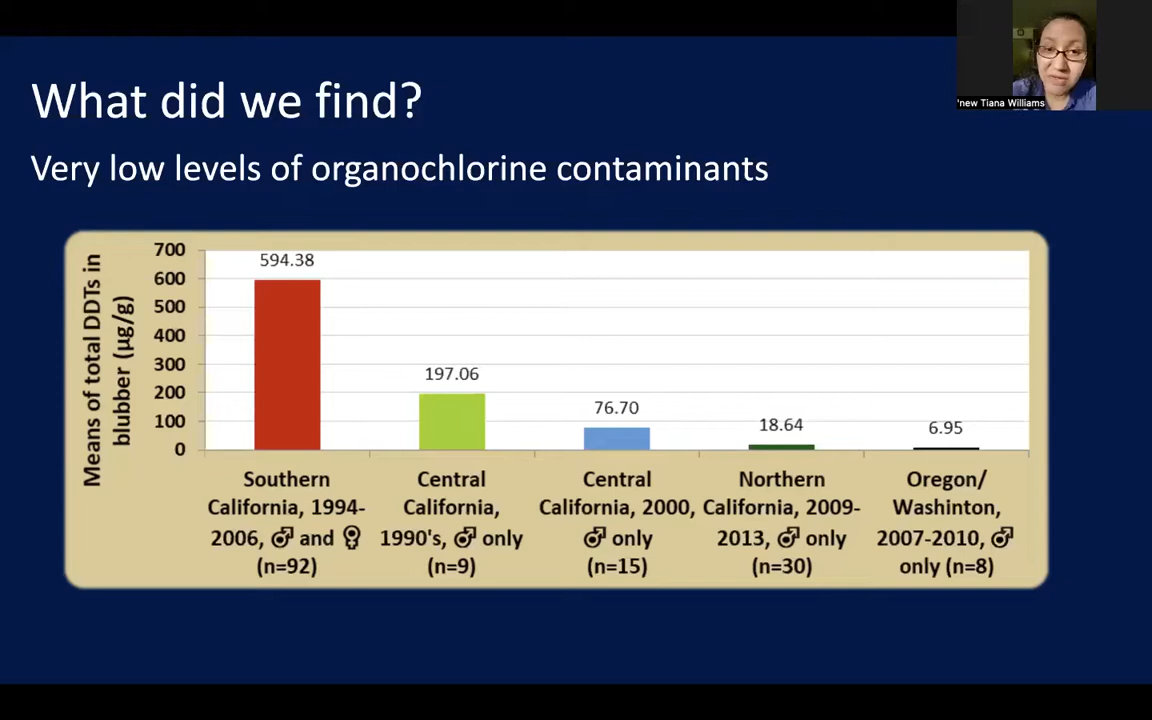 What did we find?
Very low levels of organochlorine contaminants
'new Tiana Williams
Means of total DDTs in
blubber (µg/g)
700
600
500
400
300
200
100
0
594.38
197.06
76.70
18.64
6.95
Southern
California, 1994-
2006, ♂ and ♀
(n=92)
Central
California,
1990's, ♂ only
(n=9)
Central
California, 2000,
♂ only
(n=15)
Northern
California, 2009-
2013, ♂ only
(n=30)
Oregon/
Washinton,
2007-2010, ♂
only (n=8)